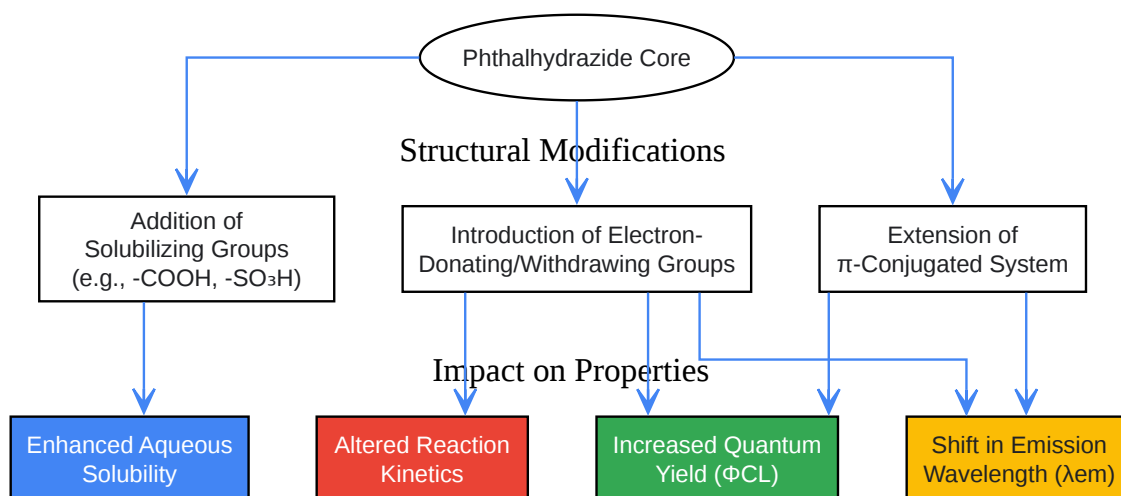 Phthalhydrazide Core
Structural Modifications
Addition of
Solubilizing Groups
(e.g., -COOH, -SO₃H)
Introduction of Electron-
Donating/Withdrawing Groups
Extension of
π-Conjugated System
Impact on Properties
Enhanced Aqueous
Solubility
Altered Reaction
Kinetics
Increased Quantum
Yield (ΦCL)
Shift in Emission
Wavelength (λem)